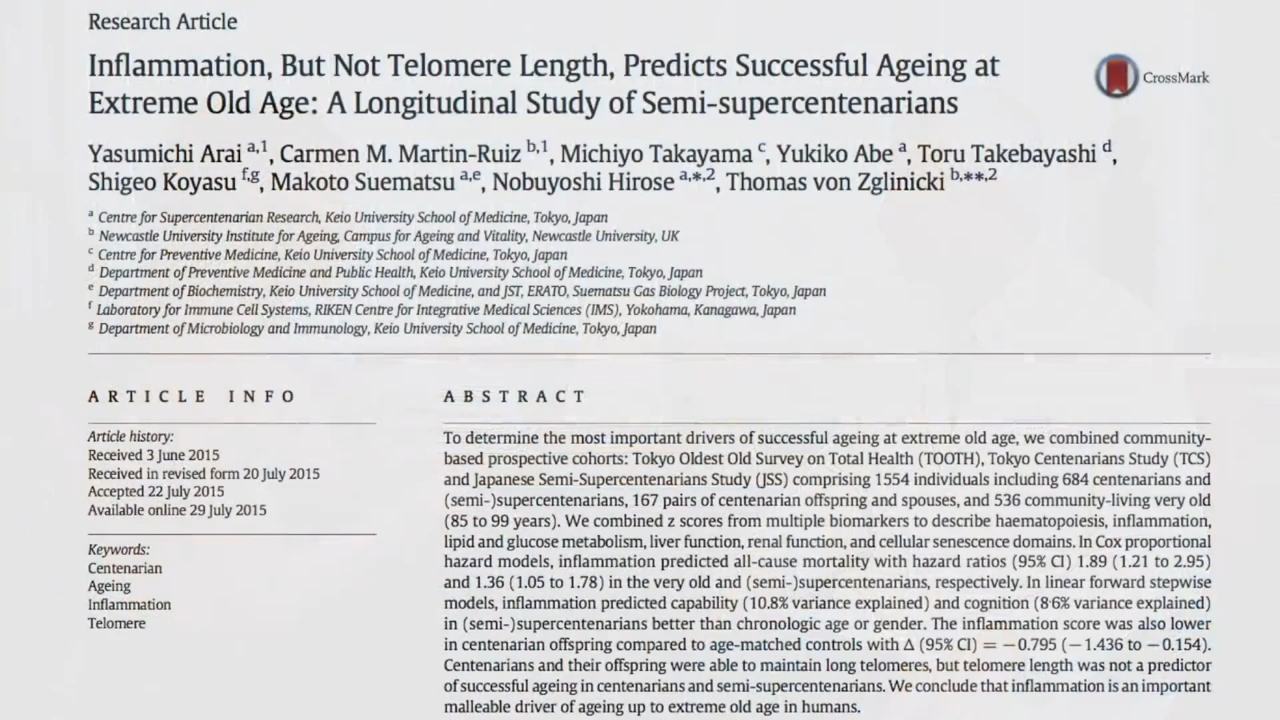 Research Article
Inflammation, But Not Telomere Length, Predicts Successful Ageing at
Extreme Old Age: A Longitudinal Study of Semi-supercentenarians
CrossMark
Yasumichi Arai a,1, Carmen M. Martin-Ruiz b,1, Michiyo Takayama c, Yukiko Abe a, Toru Takebayashi d,
Shigeo Koyasu f,g, Makoto Suematsu a,e, Nobuyoshi Hirose a,*,2, Thomas von Zglinicki b,**,2
a Centre for Supercentenarian Research, Keio University School of Medicine, Tokyo, Japan
b Newcastle University Institute for Ageing, Campus for Ageing and Vitality, Newcastle University, UK
c Centre for Preventive Medicine, Keio University School of Medicine, Tokyo, Japan
d Department of Preventive Medicine and Public Health, Keio University School of Medicine, Tokyo, Japan
e Department of Biochemistry, Keio University School of Medicine, and JST, ERATO, Suematsu Gas Biology Project, Tokyo, Japan
f Laboratory for Immune Cell Systems, RIKEN Centre for Integrative Medical Sciences (IMS), Yokohama, Kanagawa, Japan
g Department of Microbiology and Immunology, Keio University School of Medicine, Tokyo, Japan
ARTICLE INFO
Article history:
Received 3 June 2015
Received in revised form 20 July 2015
Accepted 22 July 2015
Available online 29 July 2015
Keywords:
Centenarian
Ageing
Inflammation
Telomere
ABSTRACT
To determine the most important drivers of successful ageing at extreme old age, we combined community-
based prospective cohorts: Tokyo Oldest Old Survey on Total Health (TOOTH), Tokyo Centenarians Study (TCS)
and Japanese Semi-Supercentenarians Study (JSS) comprising 1554 individuals including 684 centenarians and
(semi-)supercentenarians, 167 pairs of centenarian offspring and spouses, and 536 community-living very old
(85 to 99 years). We combined z scores from multiple biomarkers to describe haematopoiesis, inflammation,
lipid and glucose metabolism, liver function, renal function, and cellular senescence domains. In Cox proportional
hazard models, inflammation predicted all-cause mortality with hazard ratios (95% CI) 1.89 (1.21 to 2.95)
and 1.36 (1.05 to 1.78) in the very old and (semi-)supercentenarians, respectively. In linear forward stepwise
models, inflammation predicted capability (10.8% variance explained) and cognition (8·6% variance explained)
in (semi-)supercentenarians better than chronologic age or gender. The inflammation score was also lower
in centenarian offspring compared to age-matched controls with Δ (95% CI) = −0.795 (−1.436 to −0.154).
Centenarians and their offspring were able to maintain long telomeres, but telomere length was not a predictor
of successful ageing in centenarians and semi-supercentenarians. We conclude that inflammation is an important
malleable driver of ageing up to extreme old age in humans.